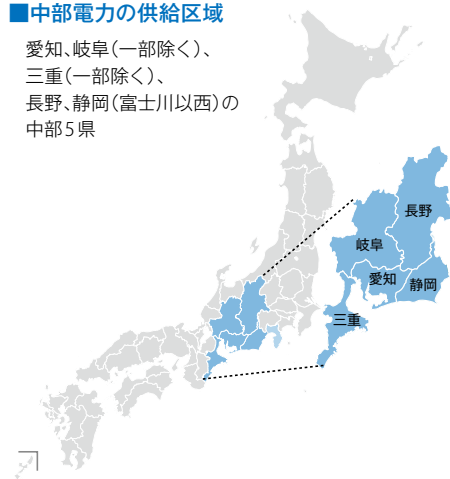 ■中部電力の供給区域
愛知、岐阜（一部除く）、
三重（一部除く）、
長野、静岡（富士川以西）の
中部5県
長野
岐阜
愛知
静岡
三重